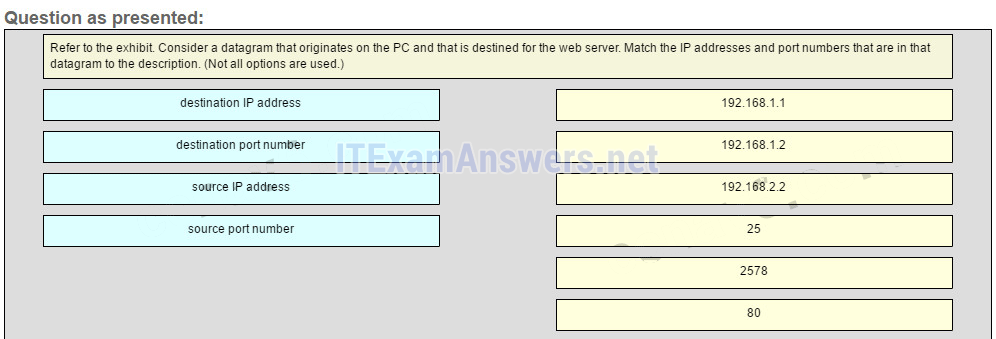 Question as presented:
Refer to the exhibit. Consider a datagram that originates on the PC and that is destined for the web server. Match the IP addresses and port numbers that are in that
datagram to the description. (Not all options are used.)
destination IP address
192.168.1.1
destination port number
192.168.1.2
ITExamAnswers.net
source IP address
192.168.2.2
source port number
25
2578
80